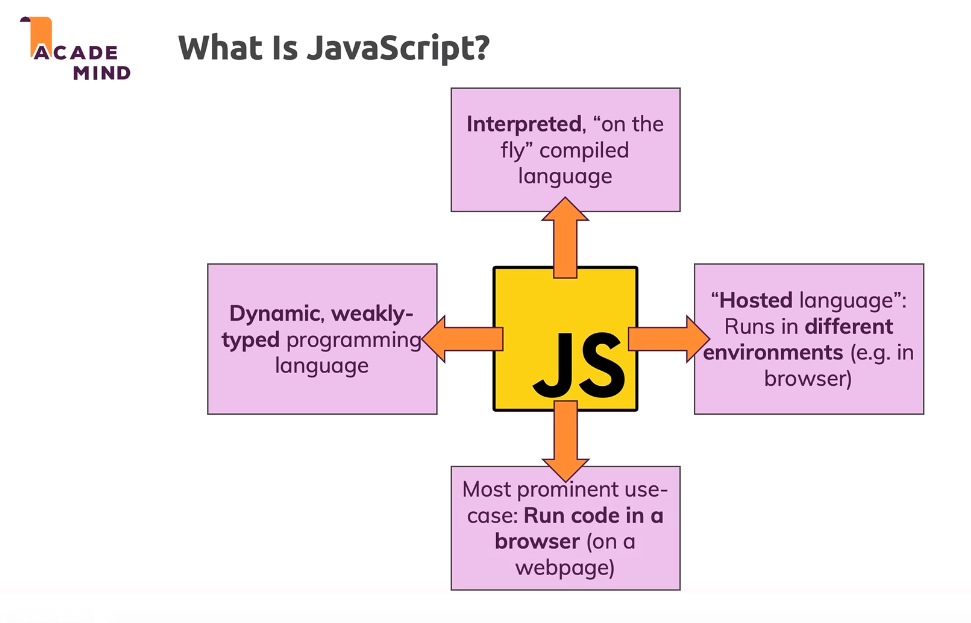 ACADE
MIND
What Is JavaScript?
Interpreted, “on the
fly” compiled
language
Dynamic, weakly-
typed programming
language
JS
“Hosted language”:
Runs in different
environments (e.g. in
browser)
Most prominent use-
case: Run code in a
browser (on a
webpage)